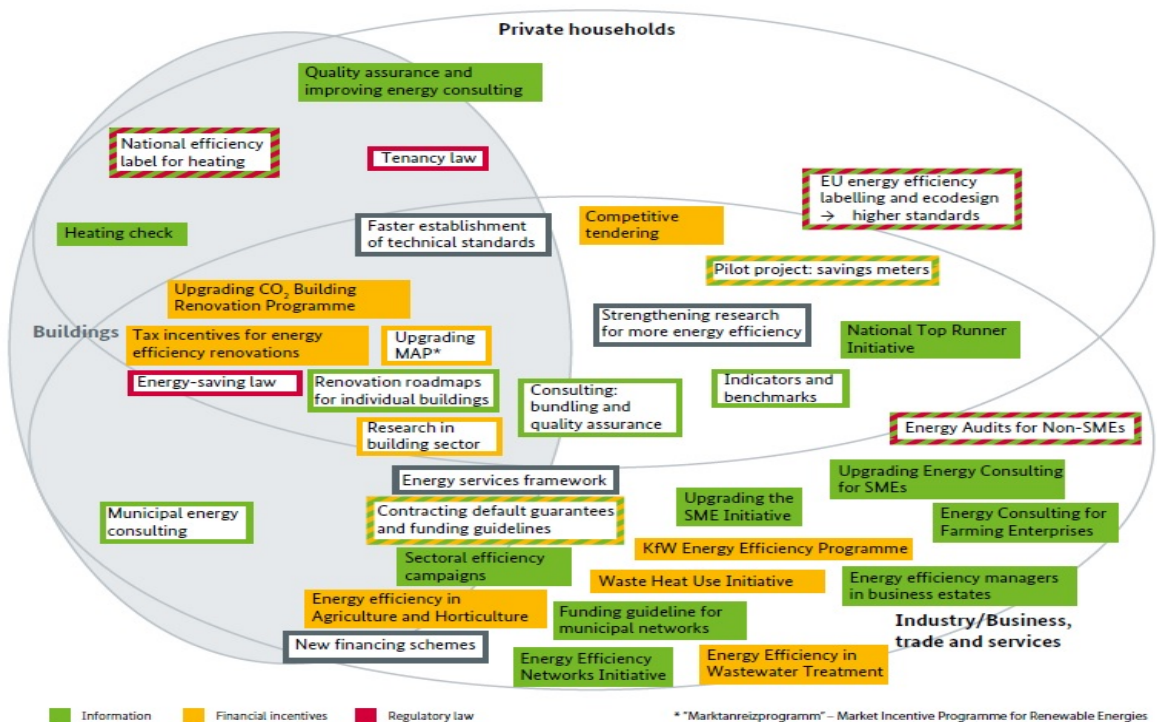 Private households
Quality assurance and
improving energy consulting
National efficiency
label for heating
Tenancy law
EU energy efficiency
labelling and ecodesign
→ higher standards
Heating check
Faster establishment
of technical standards
Competitive
tendering
Pilot project: savings meters
Upgrading CO₂ Building
Renovation Programme
Buildings
Tax incentives for energy
efficiency renovations
Upgrading
MAP*
Strengthening research
for more energy efficiency
National Top Runner
Initiative
Energy-saving law
Renovation roadmaps
for individual buildings
Consulting:
bundling and
quality assurance
Indicators and
benchmarks
Research in
building sector
Energy Audits for Non-SMEs
Energy services framework
Upgrading Energy Consulting
for SMEs
Municipal energy
consulting
Contracting default guarantees
and funding guidelines
Upgrading the
SME Initiative
Energy Consulting for
Farming Enterprises
Sectoral efficiency
campaigns
KfW Energy Efficiency Programme
Waste Heat Use Initiative
Energy efficiency managers
in business estates
Energy efficiency in
Agriculture and Horticulture
Funding guideline for
municipal networks
Industry/Business,
trade and services
New financing schemes
Energy Efficiency
Networks Initiative
Energy Efficiency in
Wastewater Treatment
Information
Financial incentives
Regulatory law
* "Marktanreizprogramm" – Market Incentive Programme for Renewable Energies